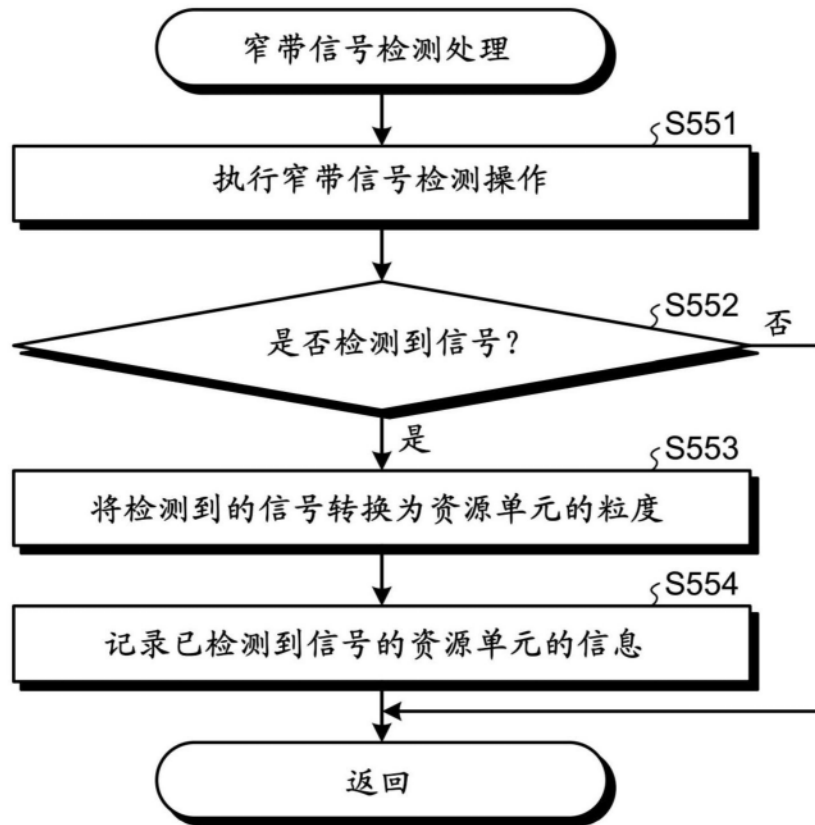 窄带信号检测处理
S551
执行窄带信号检测操作
S552
是否检测到信号?
否
是
S553
将检测到的信号转换为资源单元的粒度
S554
记录已检测到信号的资源单元的信息
返回